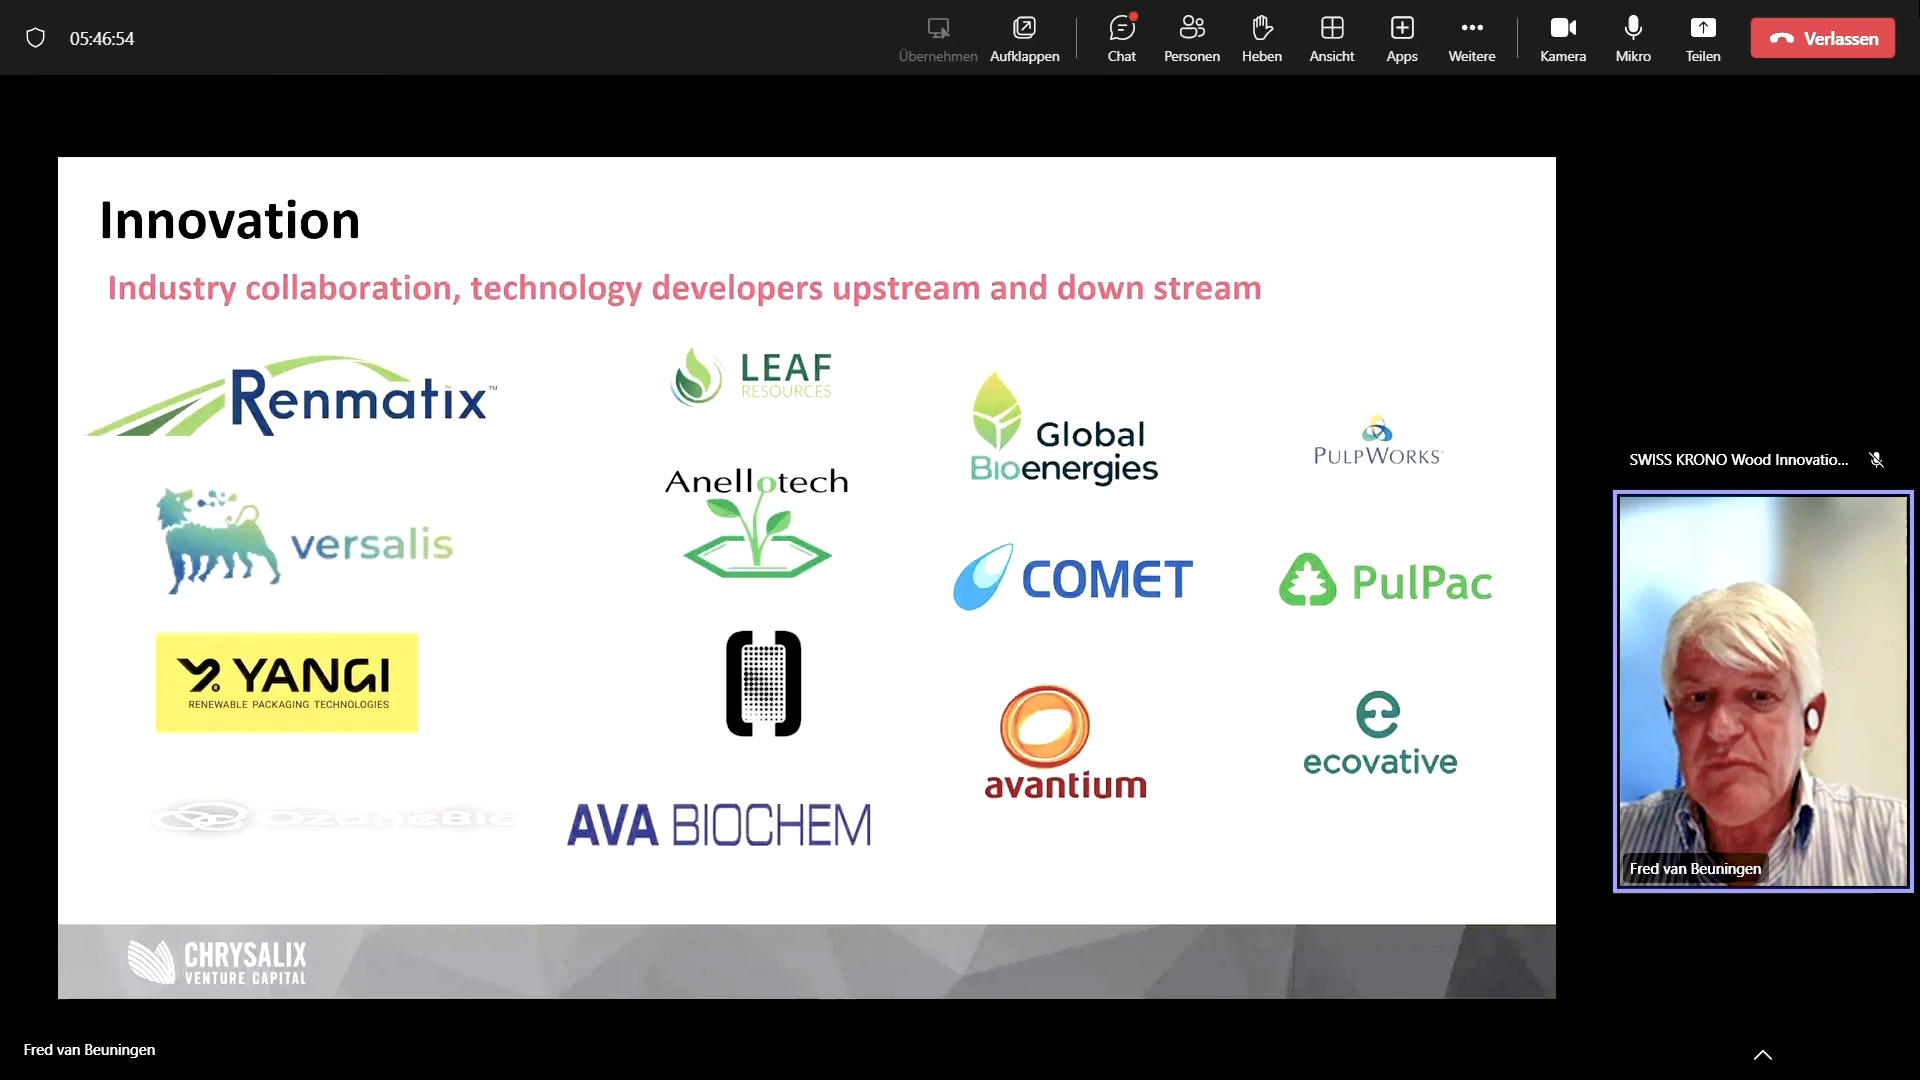 05:46:54
Übernehmen
Aufklappen
Chat
Personen
Heben
Ansicht
Apps
Weitere
Kamera
Mikro
Teilen
Verlassen
Innovation
Industry collaboration, technology developers upstream and down stream
Renmatix™
LEAF
RESOURCES
Global
Bioenergies
PULPWORKS
versalis
Anellotech
COMET
PulPac
YANGI
RENEWABLE PACKAGING TECHNOLOGIES
avantium
ecovative
OzoneBio
AVA BIOCHEM
CHRYSALIX
VENTURE CAPITAL
SWISS KRONO Wood Innovatio...
Fred van Beuningen
Fred van Beuningen